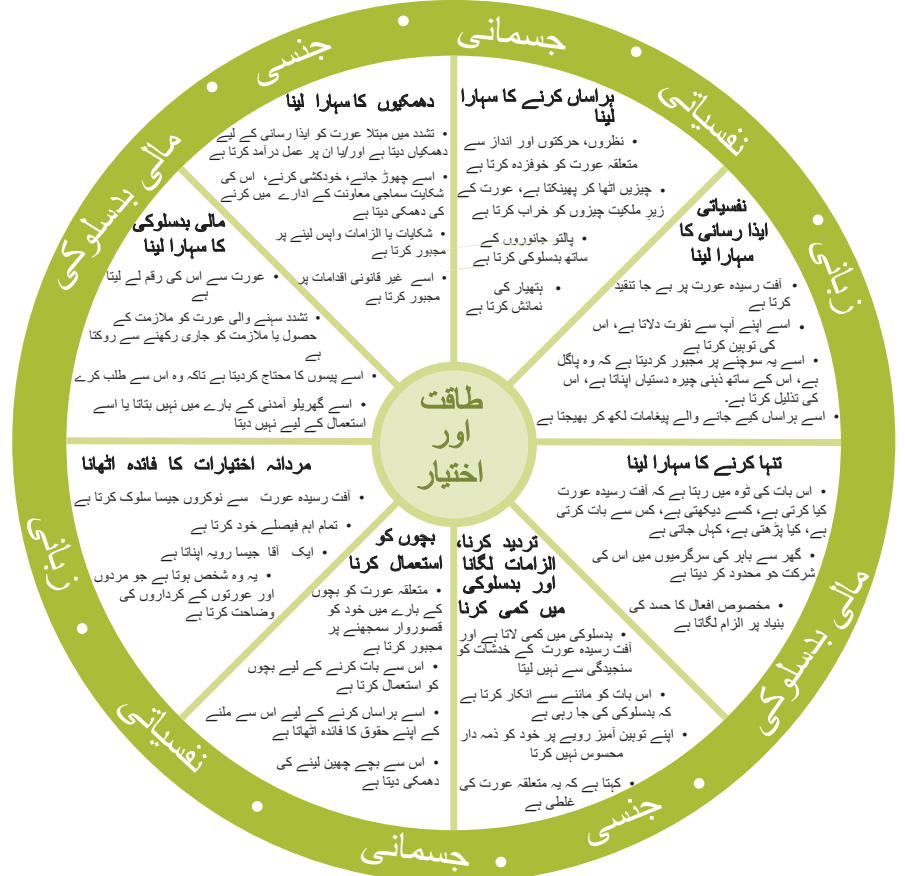 جسمانی
نفسیاتی
زبانی
مالی بدسلوکی
جنسی
جسمانی
نفسیاتی
زبانی
مالی بدسلوکی
جنسی
طاقت
اور
اختیار
ہراساں کرنے کا سہارا
لینا
• نظروں، حرکتوں اور انداز سے
متعلقہ عورت کو خوفزدہ کرتا ہے
• چیزیں اٹھا کر پھینکتا ہے، عورت کے
زیرِ ملکیت چیزوں کو خراب کرتا ہے
• پالتو جانوروں کے
ساتھ بدسلوکی کرتا ہے
• ہتھیار کی
نمائش کرتا ہے
نفسیاتی
ایذا رسانی کا
سہارا لینا
• آفت رسیدہ عورت پر بے جا تنقید
کرتا ہے
• اسے اپنے آپ سے نفرت دلاتا ہے، اس
کی توہین کرتا ہے
• اسے یہ سوچنے پر مجبور کردیتا ہے کہ وہ پاگل
ہے، اس کے ساتھ ذہنی چیرہ دستیاں اپناتا ہے، اس
کی تذلیل کرتا ہے۔
• اسے ہراساں کیے جانے والے پیغامات لکھ کر بھیجتا ہے
تنہا کرنے کا سہارا لینا
• اس بات کی ٹوہ میں رہتا ہے کہ آفت رسیدہ عورت
کیا کرتی ہے، کسے دیکھتی ہے، کس سے بات کرتی
ہے، کیا پڑھتی ہے، کہاں جاتی ہے
• گھر سے باہر کی سرگرمیوں میں اس کی
شرکت حو محدود کر دیتا ہے
• مخصوص افعال کا حسد کی
بنیاد پر الزام لگاتا ہے
تردید کرنا،
الزامات لگانا
اور بدسلوکی
میں کمی کرنا
• بدسلوکی میں کمی لاتا ہے اور
آفت رسیدہ عورت کے خدشات کو
سنجیدگی سے نہیں لیتا
• اس بات کو ماننے سے انکار کرتا ہے
کہ بدسلوکی کی جا رہی ہے
• اپنے توہین آمیز رویے پر خود کو ذمہ دار
محسوس نہیں کرتا
• کہتا ہے کہ یہ متعلقہ عورت کی
غلطی ہے
بچوں کو
استعمال کرنا
• متعلقہ عورت کو بچوں
کے بارے میں خود کو
قصوروار سمجھنے پر
مجبور کرتا ہے
• اس سے بات کرنے کے لیے بچوں
کو استعمال کرتا ہے
• اسے ہراساں کرنے کے لیے اس سے ملنے
کے اپنے حقوق کا فائدہ اٹھاتا ہے
• اس سے بچے چھین لینے کی
دھمکی دیتا ہے
مردانہ اختیارات کا فائدہ اٹھانا
• آفت رسیدہ عورت سے نوکروں جیسا سلوک کرتا ہے
• تمام اہم فیصلے خود کرتا ہے
• ایک آقا جیسا رویہ اپناتا ہے
• یہ وہ شخص ہوتا ہے جو مردوں
اور عورتوں کے کرداروں کی
وضاحت کرتا ہے
مالی بدسلوکی
کا سہارا لینا
• عورت سے اس کی رقم لے لیتا
ہے
• تشدد سہنے والی عورت کو ملازمت کے
حصول یا ملازمت کو جاری رکھنے سے روکتا
ہے
• اسے پیسوں کا محتاج کردیتا ہے تاکہ وہ اس سے طلب کرے
• اسے گھریلو آمدنی کے بارے میں نہیں بتاتا یا اسے
استعمال کے لیے نہیں دیتا
دھمکیوں کا سہارا لینا
• تشدد میں مبتلا عورت کو ایذا رسانی کے لیے
دھمکیاں دیتا ہے اور/یا ان پر عمل درآمد کرتا ہے
• اسے چھوڑ جانے، خودکشی کرنے، اس کی
شکایت سماجی معاونت کے ادارے میں کرنے
کی دھمکی دیتا ہے
• شکایات یا الزامات واپس لینے پر
مجبور کرتا ہے
• اسے غیر قانونی اقدامات پر
مجبور کرتا ہے